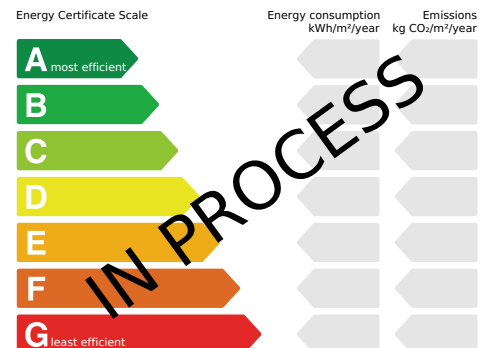 Energy Certificate Scale
Energy consumption
kWh/m²/year
Emissions
kg CO₂/m²/year
A most efficient
B
C
D
E
F
G least efficient
IN PROCESS